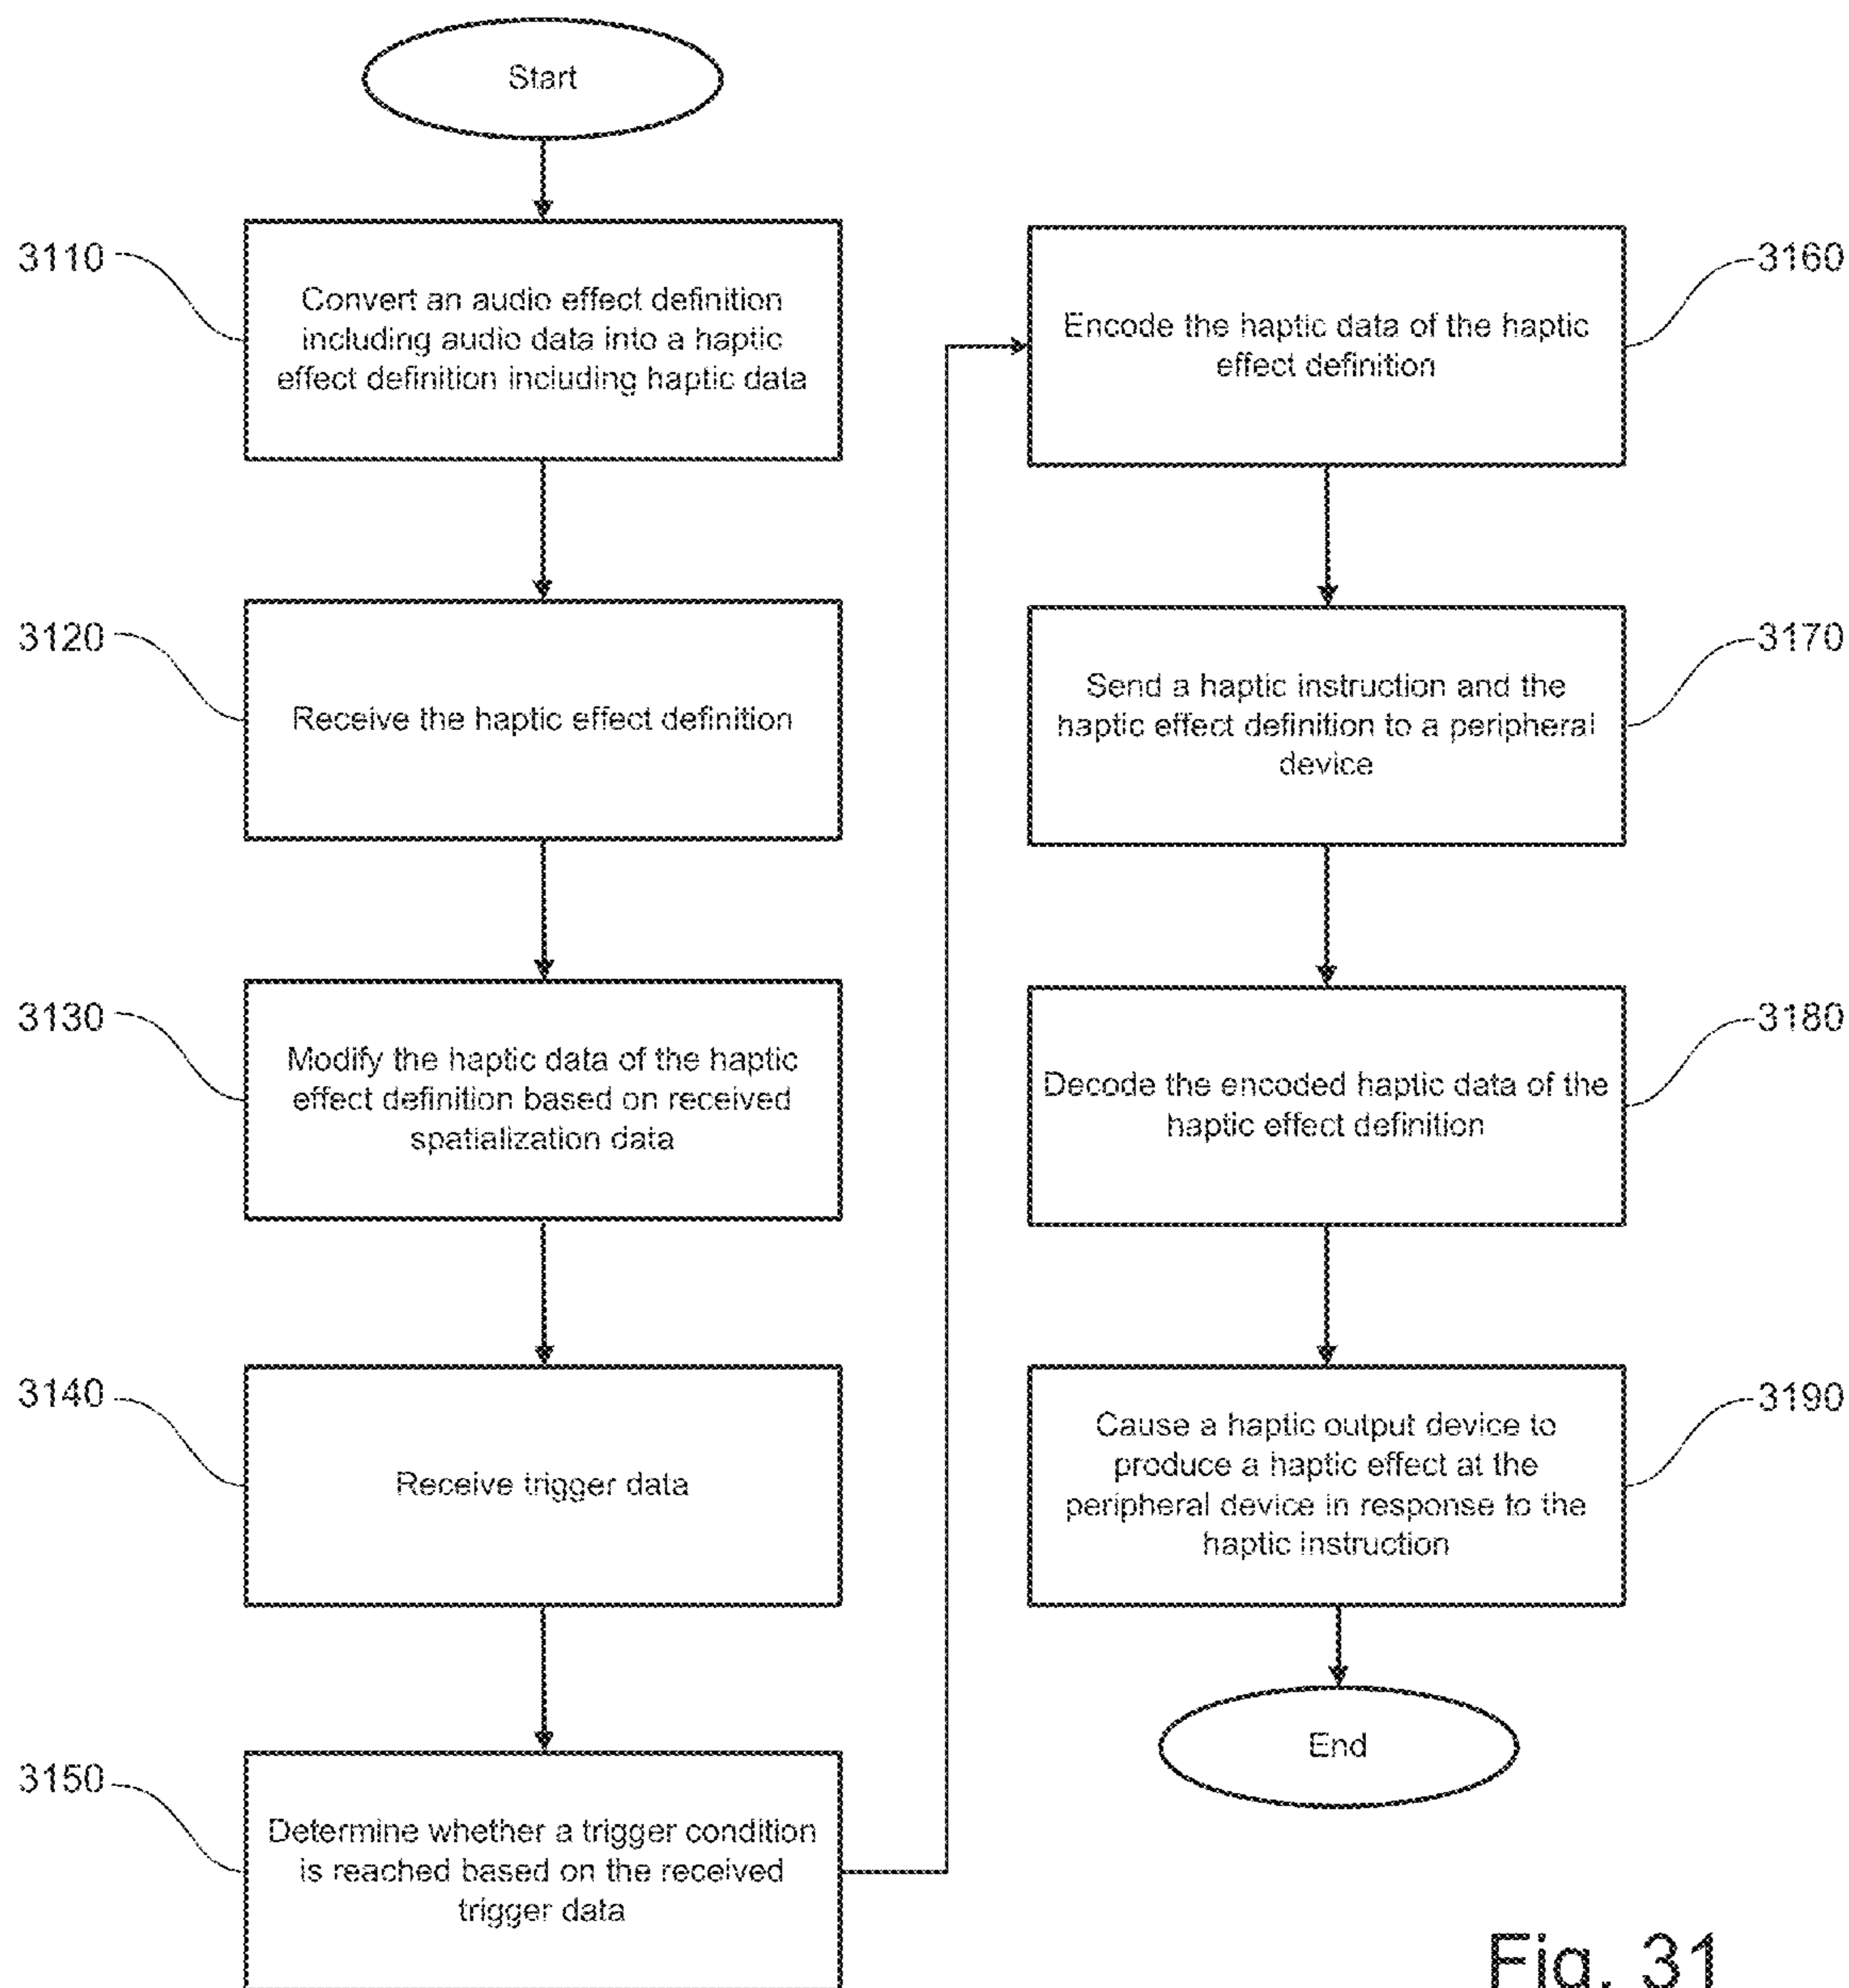 Start
3110
Convert an audio effect definition
including audio data into a haptic
effect definition including haptic data
3120
Receive the haptic effect definition
3130
Modify the haptic data of the haptic
effect definition based on received
spatialization data
3140
Receive trigger data
3150
Determine whether a trigger condition
is reached based on the received
trigger data
3160
Encode the haptic data of the haptic
effect definition
3170
Send a haptic instruction and the
haptic effect definition to a peripheral
device
3180
Decode the encoded haptic data of the
haptic effect definition
3190
Cause a haptic output device to
produce a haptic effect at the
peripheral device in response to the
haptic instruction
End
Fig. 31